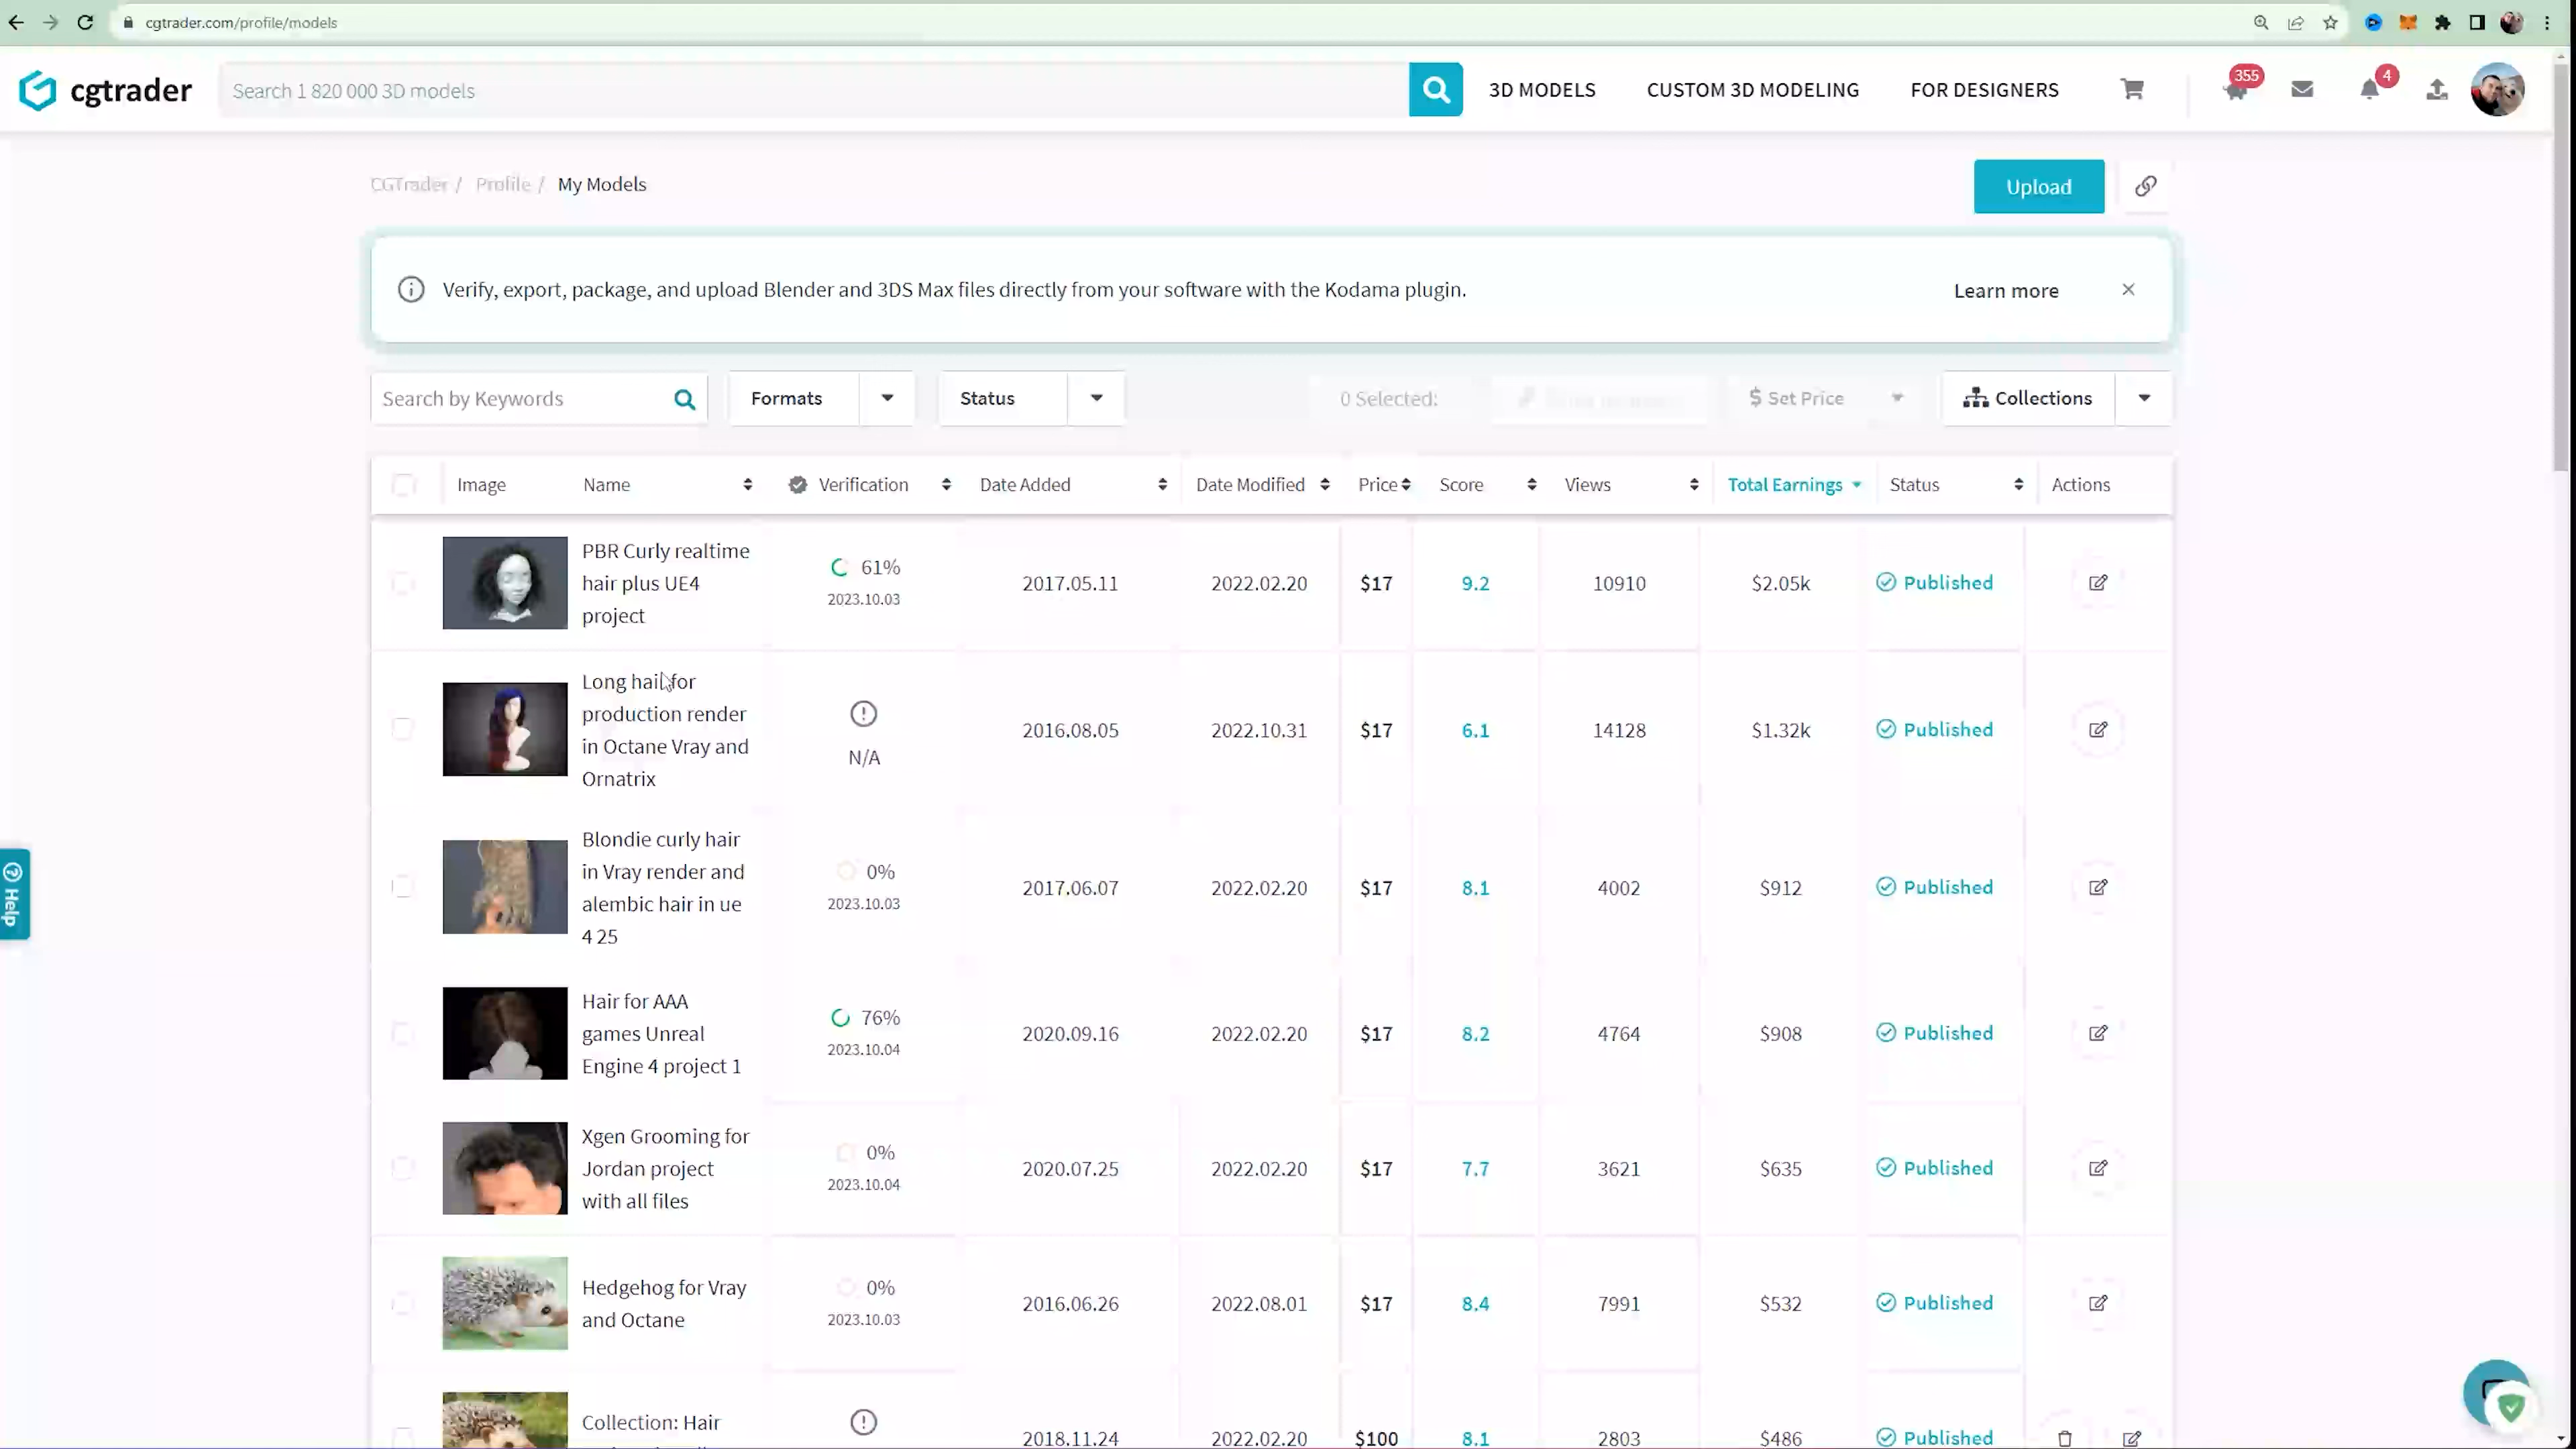 cgtrader.com/profile/models
cgtrader
Search 1 820 000 3D models
3D MODELS
CUSTOM 3D MODELING
FOR DESIGNERS
355
4
CGTrader / Profile / My Models
Upload
Verify, export, package, and upload Blender and 3DS Max files directly from your software with the Kodama plugin.
Learn more
Search by Keywords
Formats
Status
0 Selected:
$ Set Price
Collections
Image
Name
Verification
Date Added
Date Modified
Price
Score
Views
Total Earnings
Status
Actions
PBR Curly realtime
hair plus UE4
project
61%
2023.10.03
2017.05.11
2022.02.20
$17
9.2
10910
$2.05k
Published
Long hair for
production render
in Octane Vray and
Ornatrix
N/A
2016.08.05
2022.10.31
$17
6.1
14128
$1.32k
Published
Blondie curly hair
in Vray render and
alembic hair in ue
4 25
0%
2023.10.03
2017.06.07
2022.02.20
$17
8.1
4002
$912
Published
Hair for AAA
games Unreal
Engine 4 project 1
76%
2023.10.04
2020.09.16
2022.02.20
$17
8.2
4764
$908
Published
Xgen Grooming for
Jordan project
with all files
0%
2023.10.04
2020.07.25
2022.02.20
$17
7.7
3621
$635
Published
Hedgehog for Vray
and Octane
0%
2023.10.03
2016.06.26
2022.08.01
$17
8.4
7991
$532
Published
Collection: Hair
2018.11.24
2022.02.20
$100
8.1
2803
$486
Published
Help